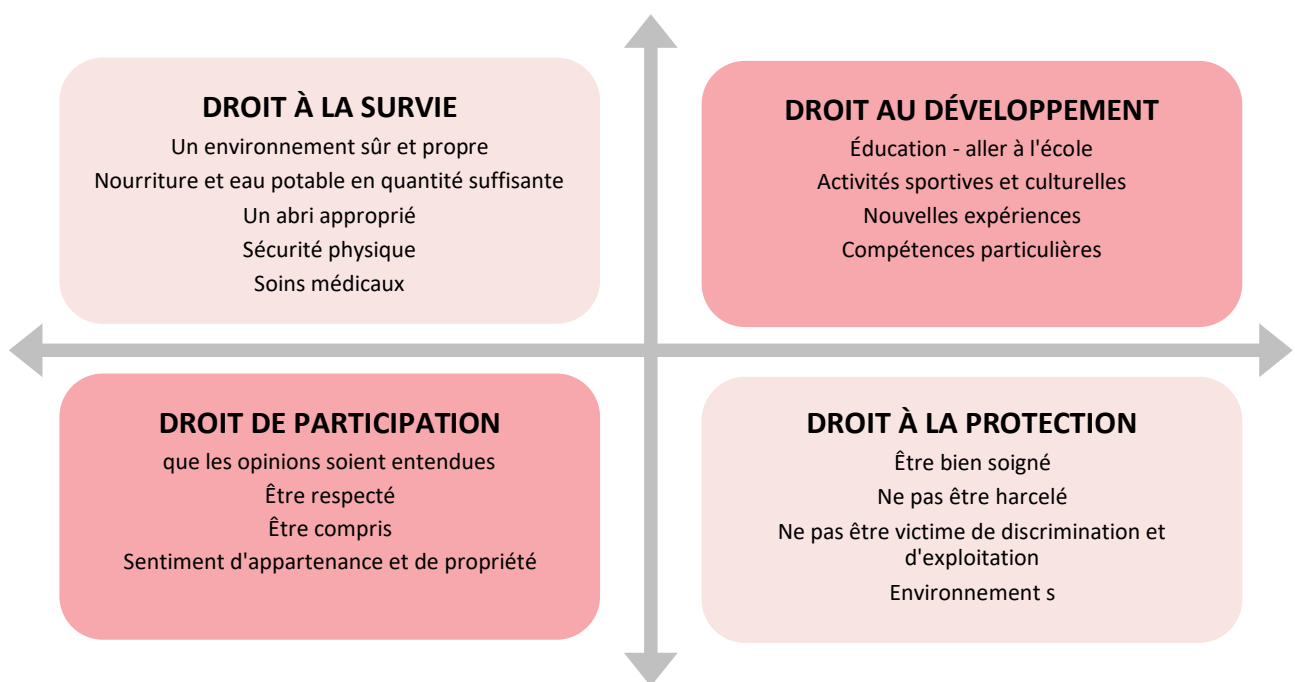 DROIT À LA SURVIE
Un environnement sûr et propre
Nourriture et eau potable en quantité suffisante
Un abri approprié
Sécurité physique
Soins médicaux
DROIT AU DÉVELOPPEMENT
Éducation - aller à l'école
Activités sportives et culturelles
Nouvelles expériences
Compétences particulières
DROIT DE PARTICIPATION
que les opinions soient entendues
Être respecté
Être compris
Sentiment d'appartenance et de propriété
DROIT À LA PROTECTION
Être bien soigné
Ne pas être harcelé
Ne pas être victime de discrimination et
d'exploitation
Environnement s